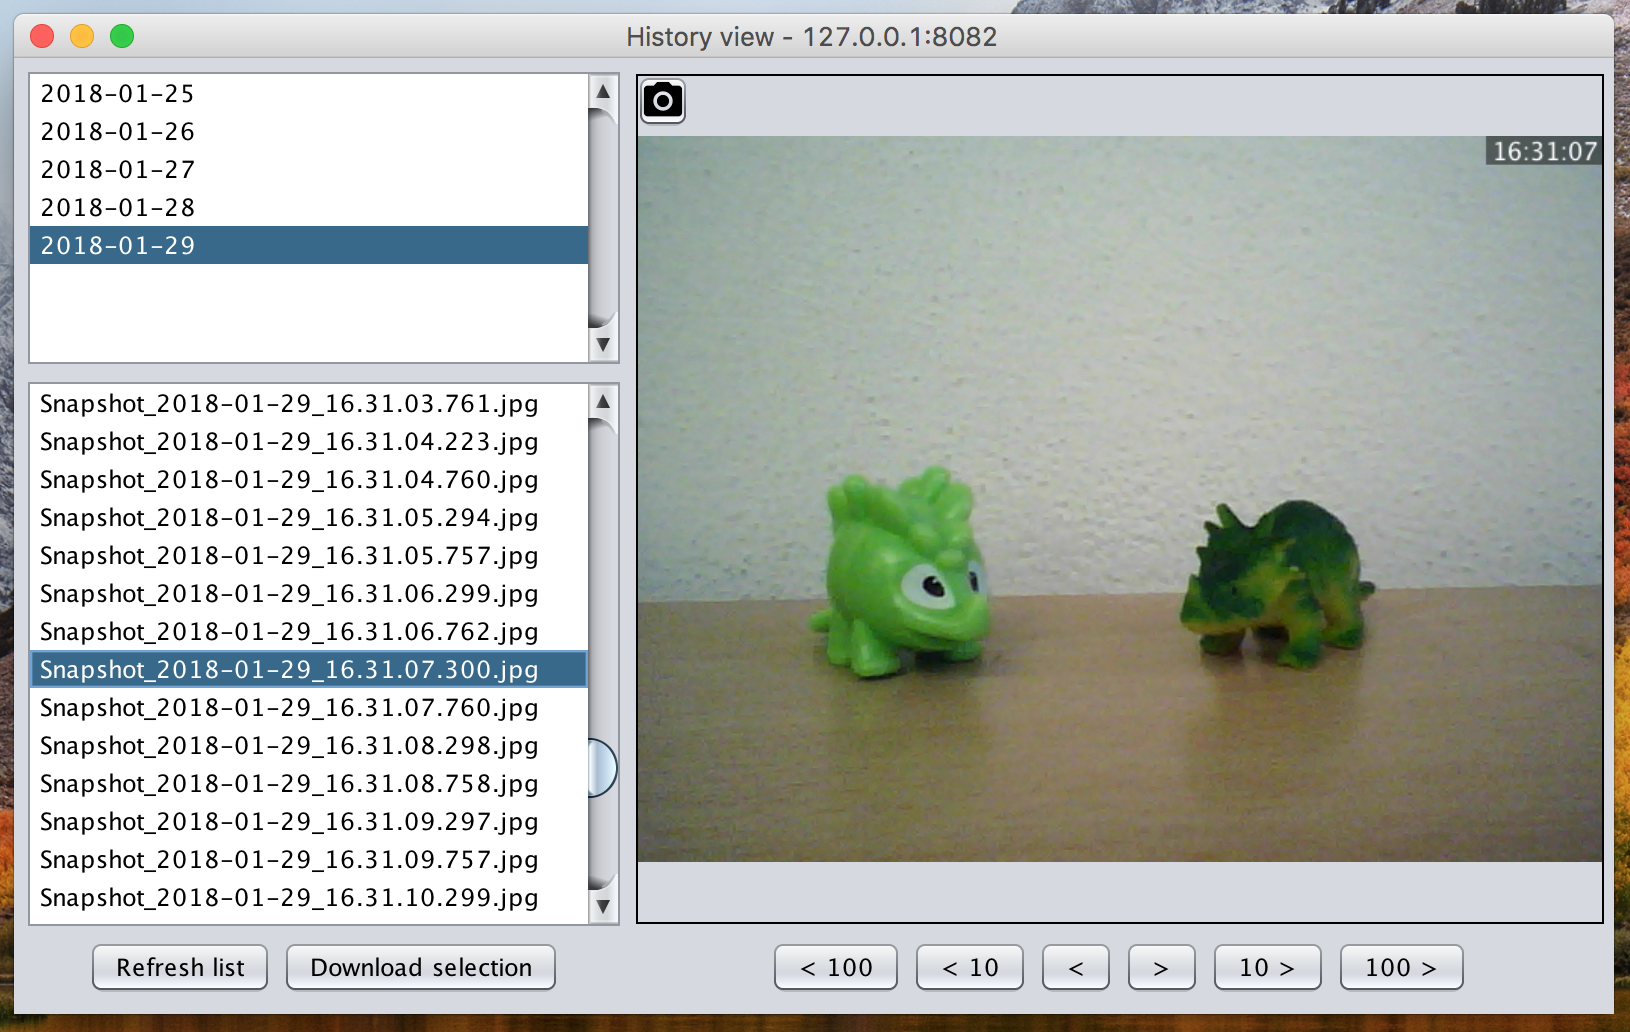 History view - 127.0.0.1:8082
2018-01-25
2018-01-26
2018-01-27
2018-01-28
2018-01-29
Snapshot_2018-01-29_16.31.03.761.jpg
Snapshot_2018-01-29_16.31.04.223.jpg
Snapshot_2018-01-29_16.31.04.760.jpg
Snapshot_2018-01-29_16.31.05.294.jpg
Snapshot_2018-01-29_16.31.05.757.jpg
Snapshot_2018-01-29_16.31.06.299.jpg
Snapshot_2018-01-29_16.31.06.762.jpg
Snapshot_2018-01-29_16.31.07.300.jpg
Snapshot_2018-01-29_16.31.07.760.jpg
Snapshot_2018-01-29_16.31.08.298.jpg
Snapshot_2018-01-29_16.31.08.758.jpg
Snapshot_2018-01-29_16.31.09.297.jpg
Snapshot_2018-01-29_16.31.09.757.jpg
Snapshot_2018-01-29_16.31.10.299.jpg
Refresh list
Download selection
16:31:07
< 100
< 10
<
>
10 >
100 >